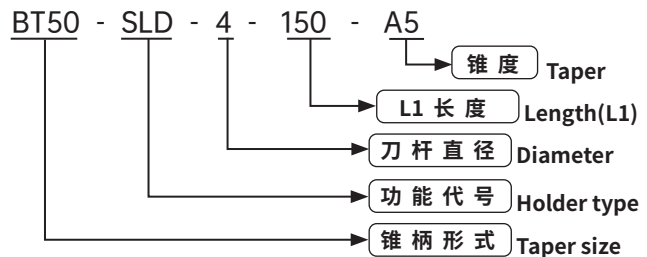 BT50 - SLD - 4 - 150 - A5
锥 度 Taper
L1 长 度 Length(L1)
刀 杆 直 径 Diameter
功 能 代 号 Holder type
锥 柄 形 式 Taper size